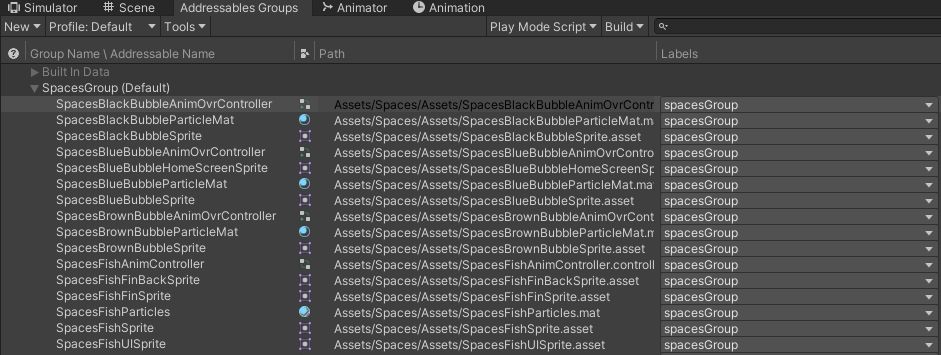 Simulator Scene Addressables Groups Animator Animation
New Profile: Default Tools Play Mode Script Build
Group Name \ Addressable Name Path Labels
Built In Data
SpacesGroup (Default)
SpacesBlackBubbleAnimOvrController Assets/Spaces/Assets/SpacesBlackBubbleAnimOvrContr spacesGroup
SpacesBlackBubbleParticleMat Assets/Spaces/Assets/SpacesBlackBubbleParticleMat.m spacesGroup
SpacesBlackBubbleSprite Assets/Spaces/Assets/SpacesBlackBubbleSprite.asset spacesGroup
SpacesBlueBubbleAnimOvrController Assets/Spaces/Assets/SpacesBlueBubbleAnimOvrContro spacesGroup
SpacesBlueBubbleHomeScreenSprite Assets/Spaces/Assets/SpacesBlueBubbleHomeScreenSp spacesGroup
SpacesBlueBubbleParticleMat Assets/Spaces/Assets/SpacesBlueBubbleParticleMat.ma spacesGroup
SpacesBlueBubbleSprite Assets/Spaces/Assets/SpacesBlueBubbleSprite.asset spacesGroup
SpacesBrownBubbleAnimOvrController Assets/Spaces/Assets/SpacesBrownBubbleAnimOvrCont spacesGroup
SpacesBrownBubbleParticleMat Assets/Spaces/Assets/SpacesBrownBubbleParticleMat.m spacesGroup
SpacesBrownBubbleSprite Assets/Spaces/Assets/SpacesBrownBubbleSprite.asset spacesGroup
SpacesFishAnimController Assets/Spaces/Assets/SpacesFishAnimController.controll spacesGroup
SpacesFishFinBackSprite Assets/Spaces/Assets/SpacesFishFinBackSprite.asset spacesGroup
SpacesFishFinSprite Assets/Spaces/Assets/SpacesFishFinSprite.asset spacesGroup
SpacesFishParticles Assets/Spaces/Assets/SpacesFishParticles.mat spacesGroup
SpacesFishSprite Assets/Spaces/Assets/SpacesFishSprite.asset spacesGroup
SpacesFishUISprite Assets/Spaces/Assets/SpacesFishUISprite.asset spacesGroup